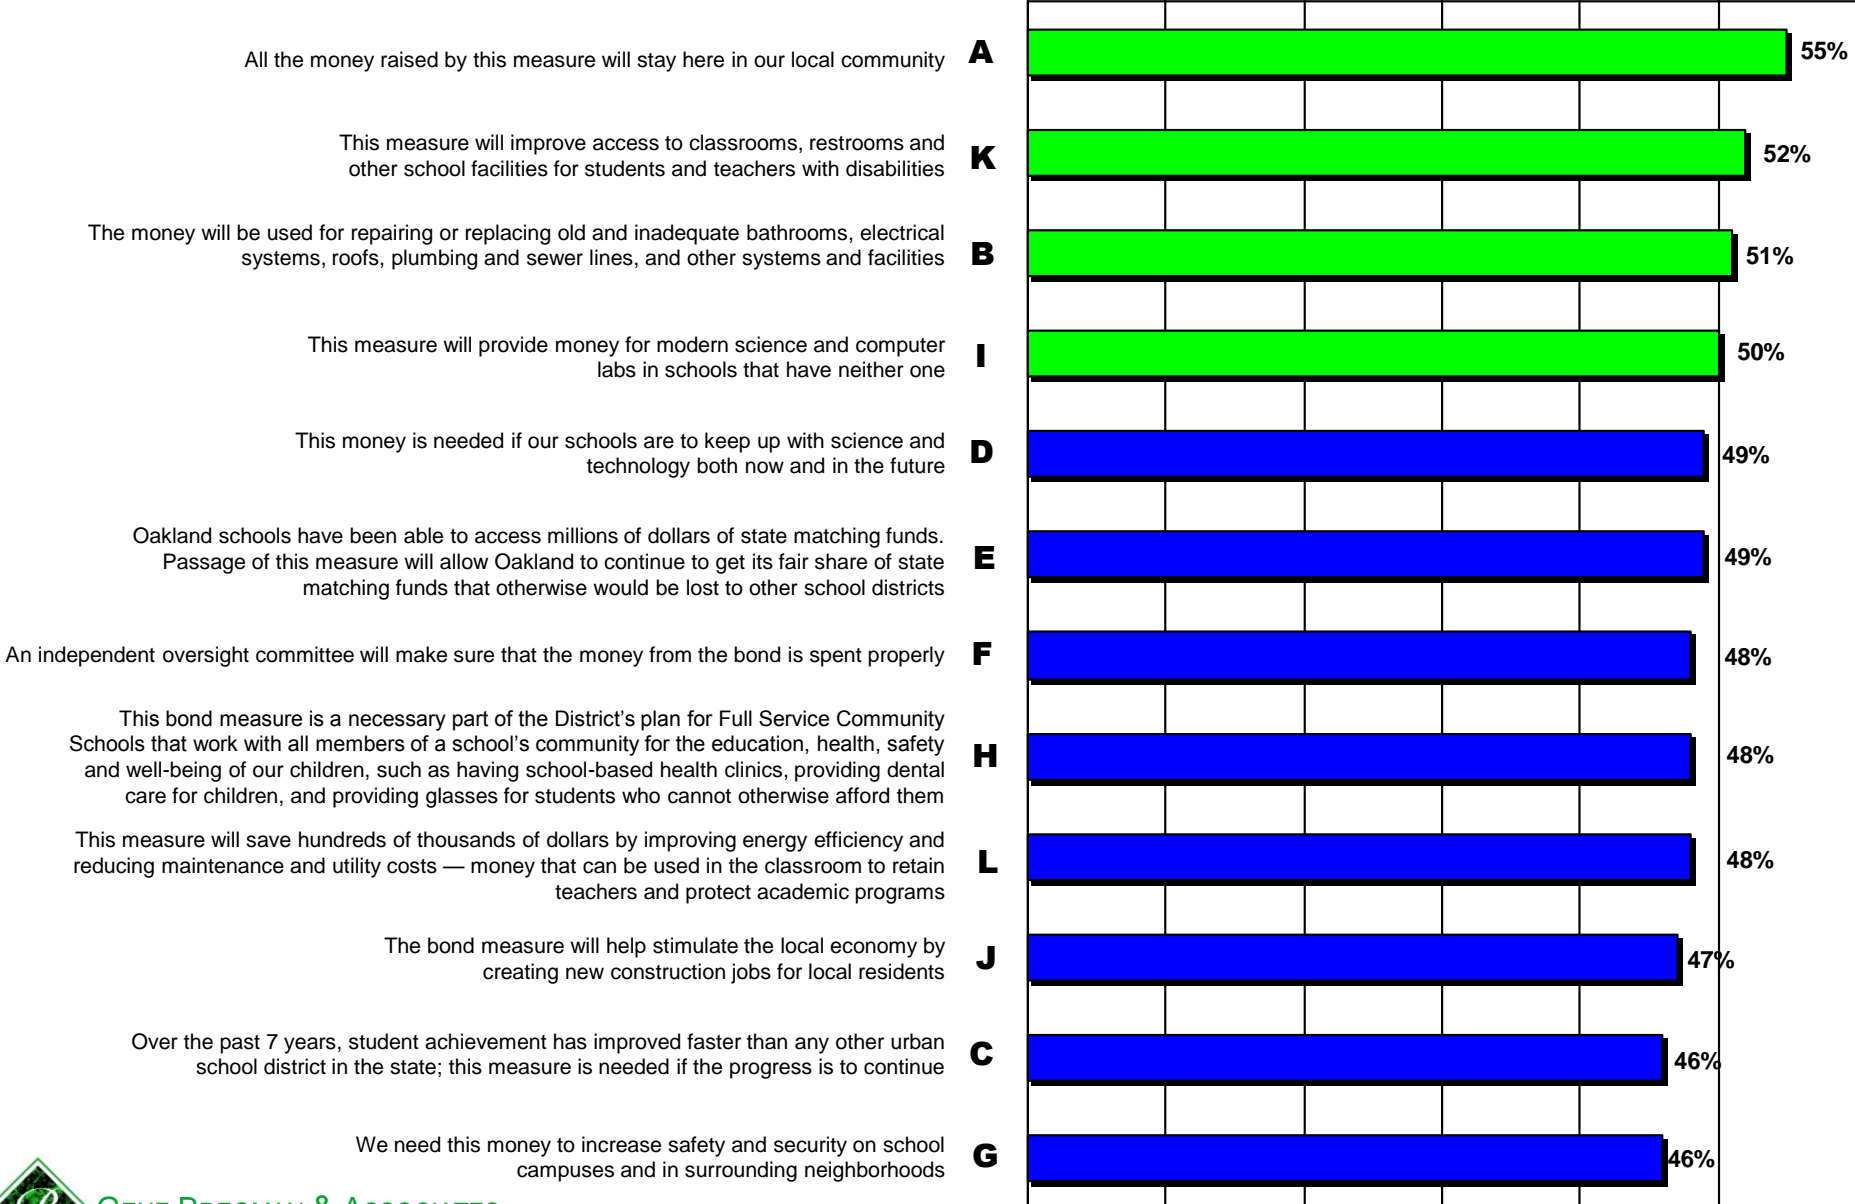 All the money raised by this measure will stay here in our local community A 55%
This measure will improve access to classrooms, restrooms and
other school facilities for students and teachers with disabilities K 52%
The money will be used for repairing or replacing old and inadequate bathrooms, electrical
systems, roofs, plumbing and sewer lines, and other systems and facilities B 51%
This measure will provide money for modern science and computer
labs in schools that have neither one I 50%
This money is needed if our schools are to keep up with science and
technology both now and in the future D 49%
Oakland schools have been able to access millions of dollars of state matching funds.
Passage of this measure will allow Oakland to continue to get its fair share of state
matching funds that otherwise would be lost to other school districts E 49%
An independent oversight committee will make sure that the money from the bond is spent properly F 48%
This bond measure is a necessary part of the District's plan for Full Service Community
Schools that work with all members of a school's community for the education, health, safety
and well-being of our children, such as having school-based health clinics, providing dental
care for children, and providing glasses for students who cannot otherwise afford them H 48%
This measure will save hundreds of thousands of dollars by improving energy efficiency and
reducing maintenance and utility costs — money that can be used in the classroom to retain
teachers and protect academic programs L 48%
The bond measure will help stimulate the local economy by
creating new construction jobs for local residents J 47%
Over the past 7 years, student achievement has improved faster than any other urban
school district in the state; this measure is needed if the progress is to continue C 46%
We need this money to increase safety and security on school
campuses and in surrounding neighborhoods G 46%